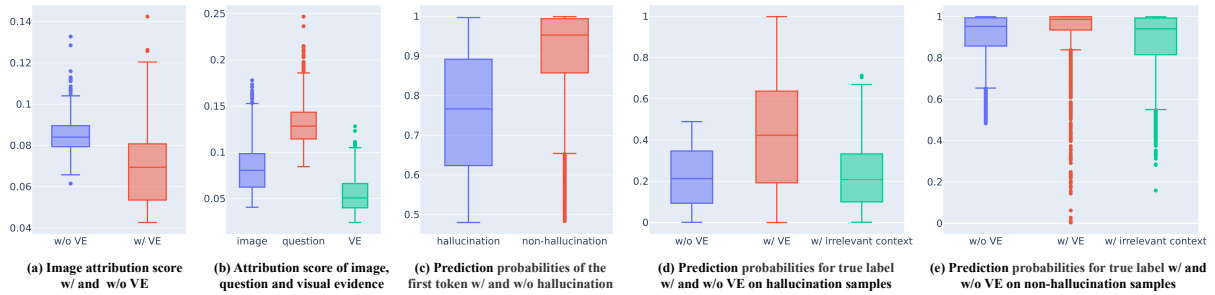 0.14
0.12
0.1
0.08
0.06
0.04
w/o VE
w/ VE
(a) Image attribution score
w/ and  w/o VE
0.25
0.2
0.15
0.1
0.05
image
question
VE
(b) Attribution score of image,
question and visual evidence
1
0.9
0.8
0.7
0.6
0.5
hallucination
non-hallucination
(c) Prediction probabilities of the
first token w/ and w/o hallucination
1
0.8
0.6
0.4
0.2
0
w/o VE
w/ VE
w/ irrelevant context
(d) Prediction probabilities for true label
w/ and w/o VE on hallucination samples
1
0.8
0.6
0.4
0.2
0
w/o VE
w/ VE
w/ irrelevant context
(e) Prediction probabilities for true label w/ and
w/o VE on non-hallucination samples